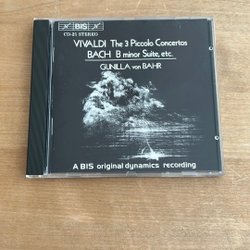 BIS
CD-21 STEREO
VIVALDI The 3 Piccolo Concertos
BACH B minor Suite, etc.
GUNILLA von BAHR
A BIS original dynamics recording